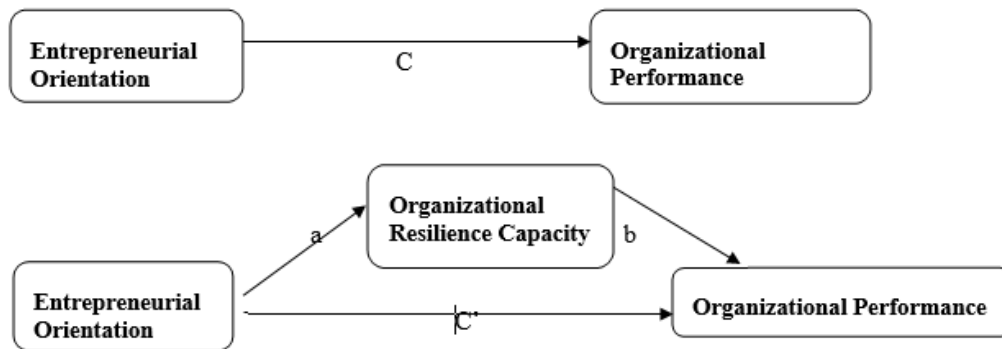 Entrepreneurial
Orientation
C
Organizational
Performance
Organizational
Resilience Capacity
a
b
Entrepreneurial
Orientation
C'
Organizational Performance